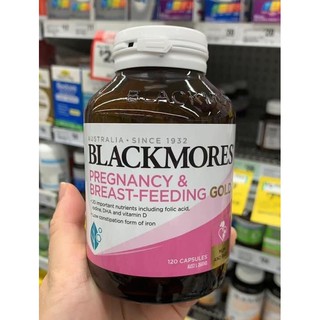 AUSTRALIA • SINCE 1932
BLACKMORES
PREGNANCY &
BREAST-FEEDING GOLD
• 20 important nutrients including folic acid,
iodine, DHA and vitamin D
• Low constipation form of iron
120 CAPSULES